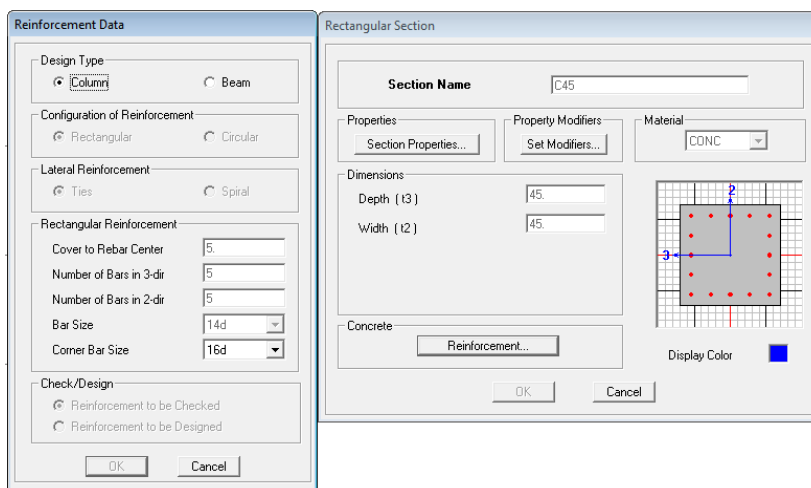 Reinforcement Data
Design Type
Column
Beam
Configuration of Reinforcement
Rectangular
Circular
Lateral Reinforcement
Ties
Spiral
Rectangular Reinforcement
Cover to Rebar Center
5.
Number of Bars in 3-dir
5
Number of Bars in 2-dir
5
Bar Size
14d
Corner Bar Size
16d
Check/Design
Reinforcement to be Checked
Reinforcement to be Designed
OK
Cancel
Rectangular Section
Section Name
C45
Properties
Section Properties...
Property Modifiers
Set Modifiers...
Material
CONC
Dimensions
Depth ( t3 )
45.
Width ( t2 )
45.
2
3
Concrete
Reinforcement...
Display Color
OK
Cancel